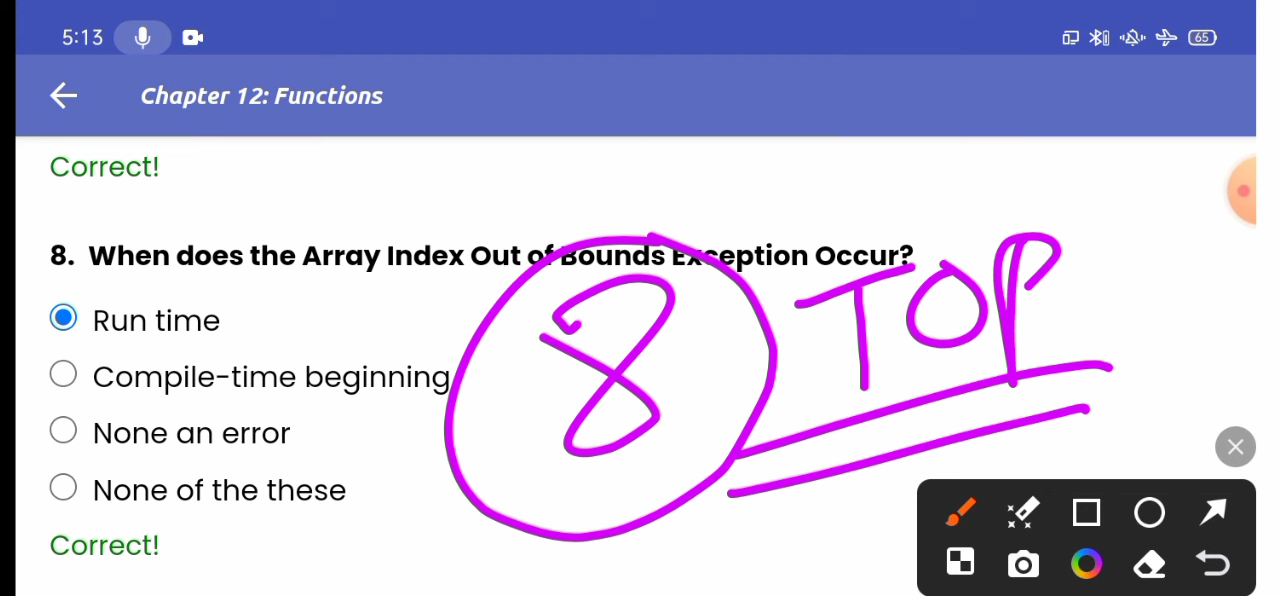 5:13 65
Chapter 12: Functions
Correct!
8. When does the Array Index Out of Bounds Exception Occur?
8 TOP
Run time
Compile-time beginning
None an error
None of the these
Correct!